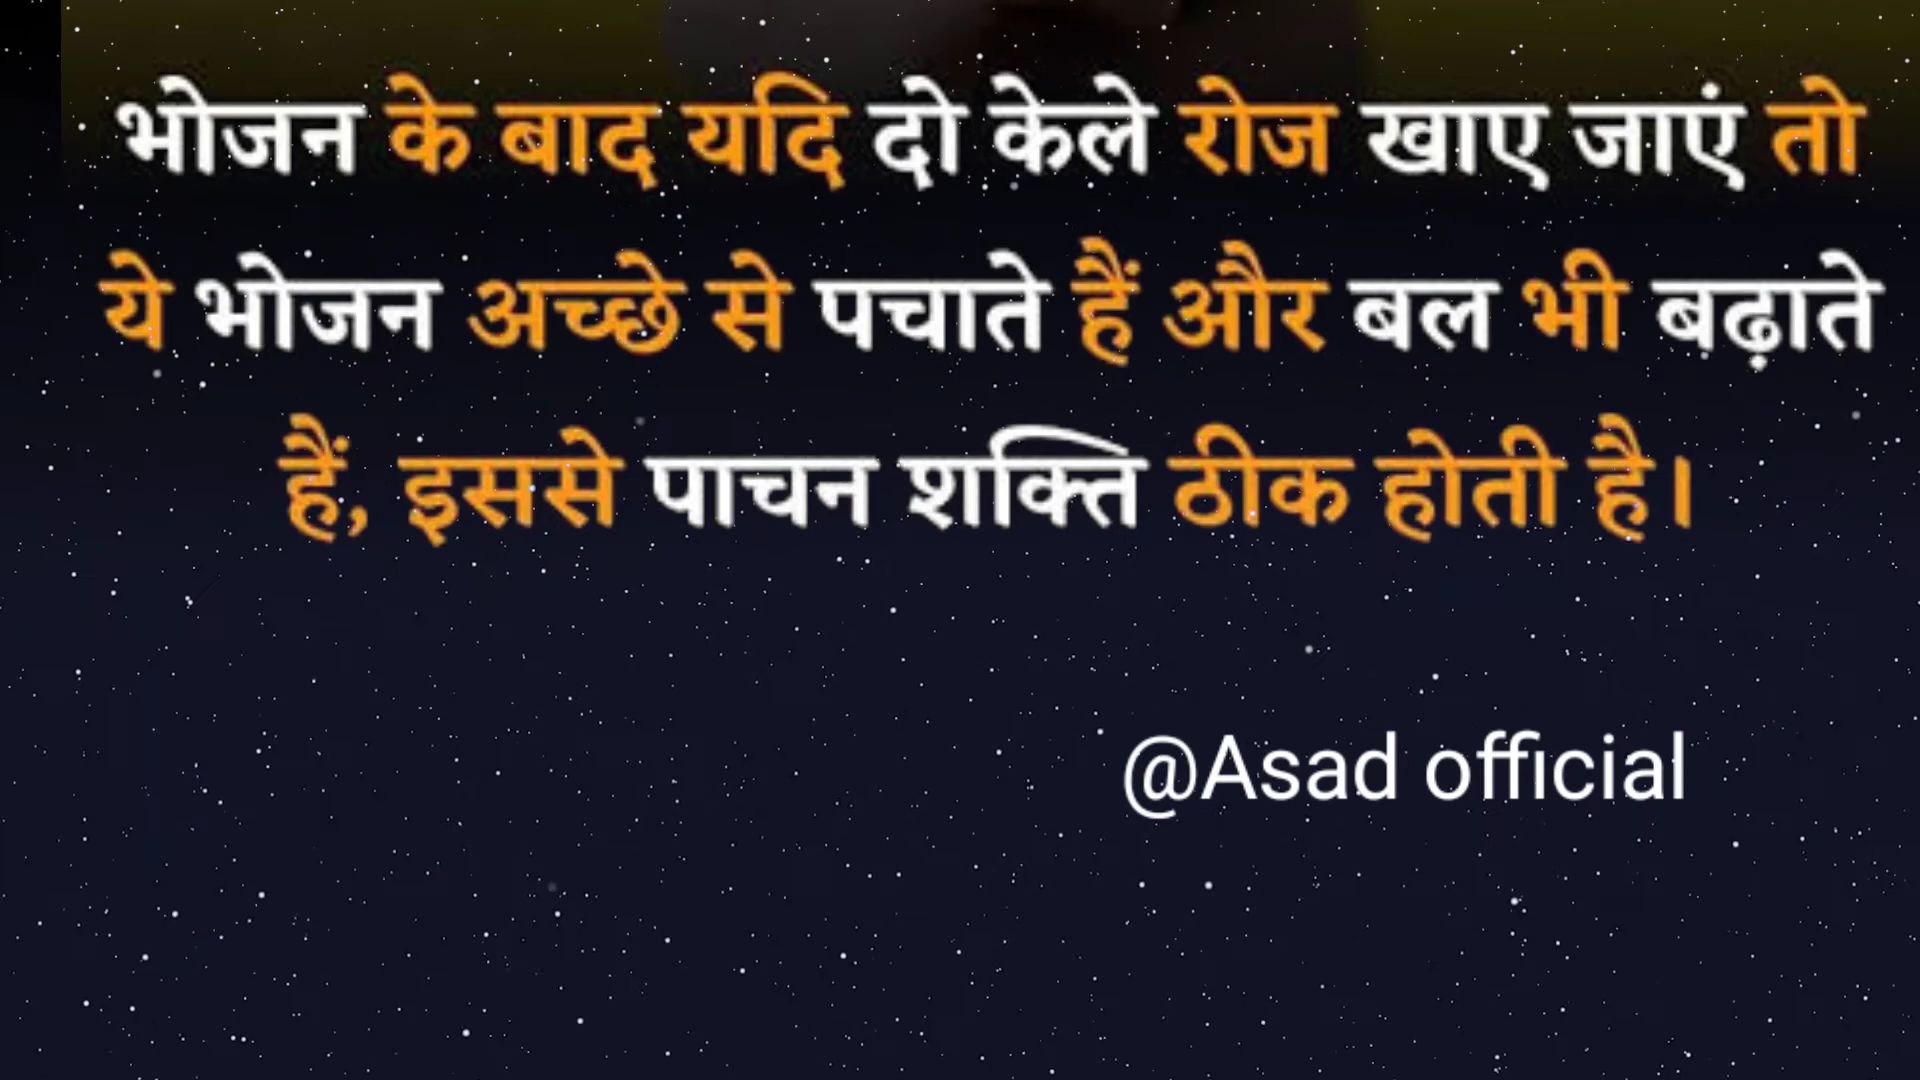 भोजन के बाद यदि दो केले रोज खाए जाएं तो
ये भोजन अच्छे से पचाते हैं और बल भी बढ़ाते
हैं, इससे पाचन शक्ति ठीक होती है।
@Asad official